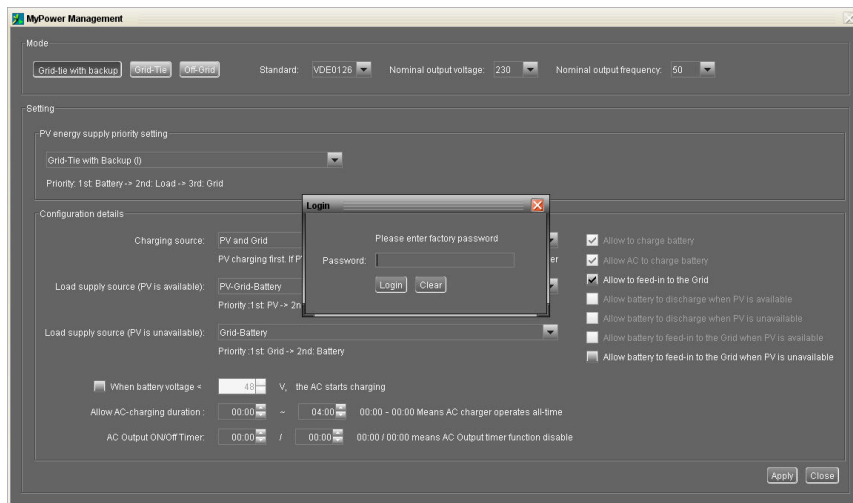 MyPower Management
Mode
Grid-tie with backup Grid-Tie Off-Grid Standard: VDE0126 Nominal output voltage: 230 Nominal output frequency: 50
Setting
PV energy supply priority setting
Grid-Tie with Backup (I)
Priority: 1st: Battery -> 2nd: Load -> 3rd: Grid
Login
Please enter factory password
Password:
Login Clear
Configuration details
Charging source: PV and Grid
PV charging first. If P er
Load supply source (PV is available): PV-Grid-Battery
Priority :1st: PV -> 2n
Load supply source (PV is unavailable): Grid-Battery
Priority :1st: Grid -> 2nd: Battery
Allow to charge battery
Allow AC to charge battery
Allow to feed-in to the Grid
Allow battery to discharge when PV is available
Allow battery to discharge when PV is unavailable
Allow battery to feed-in to the Grid when PV is available
Allow battery to feed-in to the Grid when PV is unavailable
When battery voltage < 48 V, the AC starts charging
Allow AC-charging duration : 00:00 ~ 04:00 00:00 - 00:00 Means AC charger operates all-time
AC Output ON/Off Timer: 00:00 / 00:00 00:00 / 00:00 means AC Output timer function disable
Apply Close